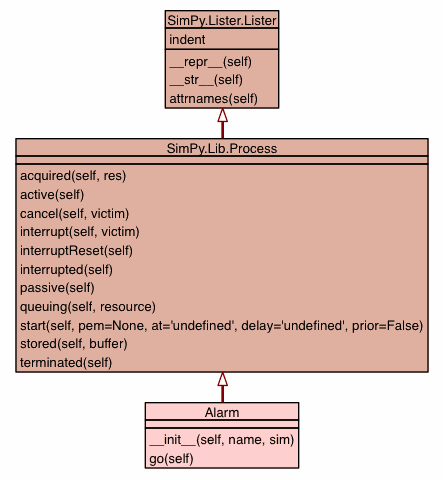 SimPy.Lister.Lister
indent
__repr__(self)
__str__(self)
attrnames(self)
SimPy.Lib.Process
acquired(self, res)
active(self)
cancel(self, victim)
interrupt(self, victim)
interruptReset(self)
interrupted(self)
passive(self)
queuing(self, resource)
start(self, pem=None, at='undefined', delay='undefined', prior=False)
stored(self, buffer)
terminated(self)
Alarm
__init__(self, name, sim)
go(self)